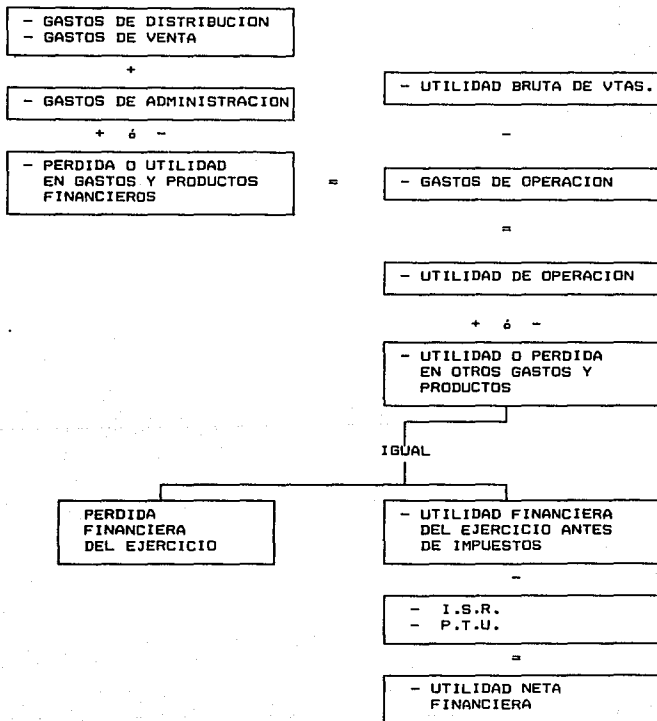 - GASTOS DE DISTRIBUCION
- GASTOS DE VENTA
+
- GASTOS DE ADMINISTRACION
+ ó -
- PERDIDA O UTILIDAD
EN GASTOS Y PRODUCTOS
FINANCIEROS
=
- UTILIDAD BRUTA DE VTAS.
-
- GASTOS DE OPERACION
=
- UTILIDAD DE OPERACION
+ ó -
- UTILIDAD O PERDIDA
EN OTROS GASTOS Y
PRODUCTOS
IGUAL
PERDIDA
FINANCIERA
DEL EJERCICIO
- UTILIDAD FINANCIERA
DEL EJERCICIO ANTES
DE IMPUESTOS
-
- I.S.R.
- P.T.U.
=
- UTILIDAD NETA
FINANCIERA